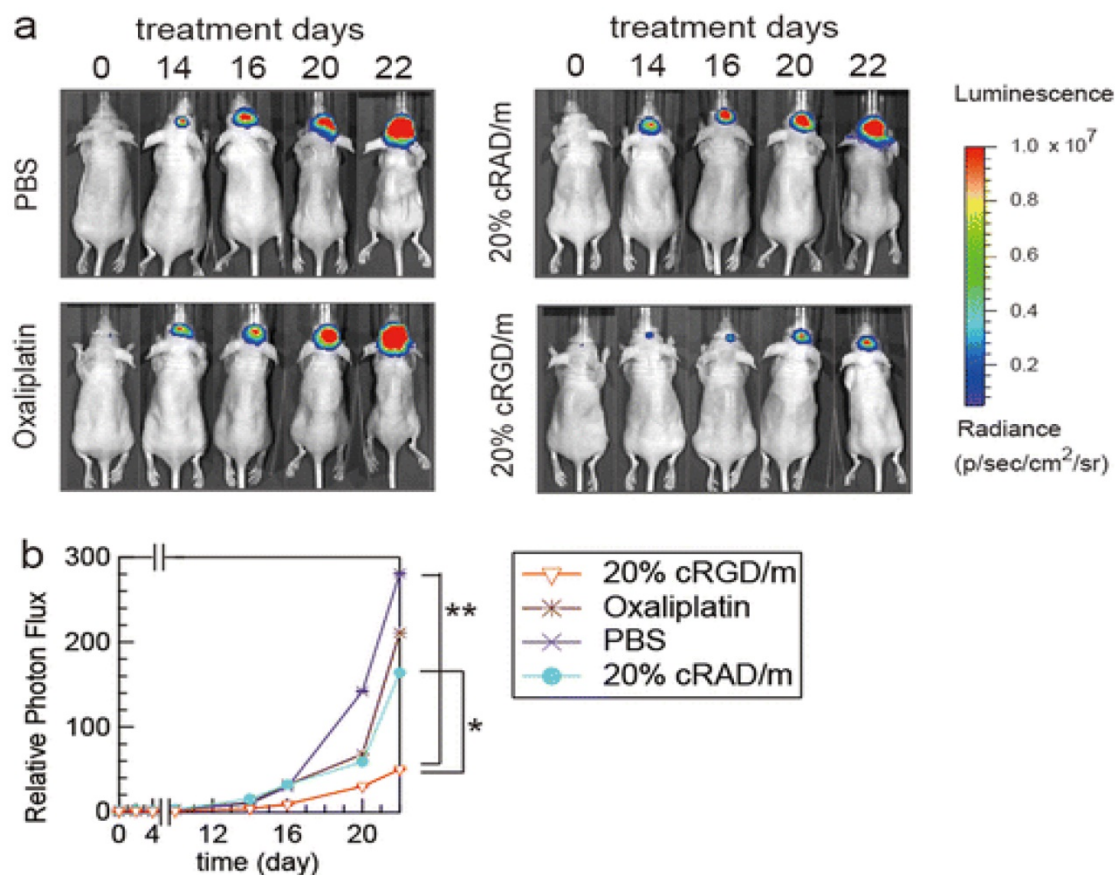 a
treatment days
0 14 16 20 22
PBS
Oxaliplatin
treatment days
0 14 16 20 22
20% cRAD/m
20% cRGD/m
Luminescence
1.0 x 10⁷
0.8
0.6
0.4
0.2
Radiance
(p/sec/cm²/sr)
b
Relative Photon Flux
300
200
100
0
0 4 12 16 20
time (day)
**
*
20% cRGD/m
Oxaliplatin
PBS
20% cRAD/m